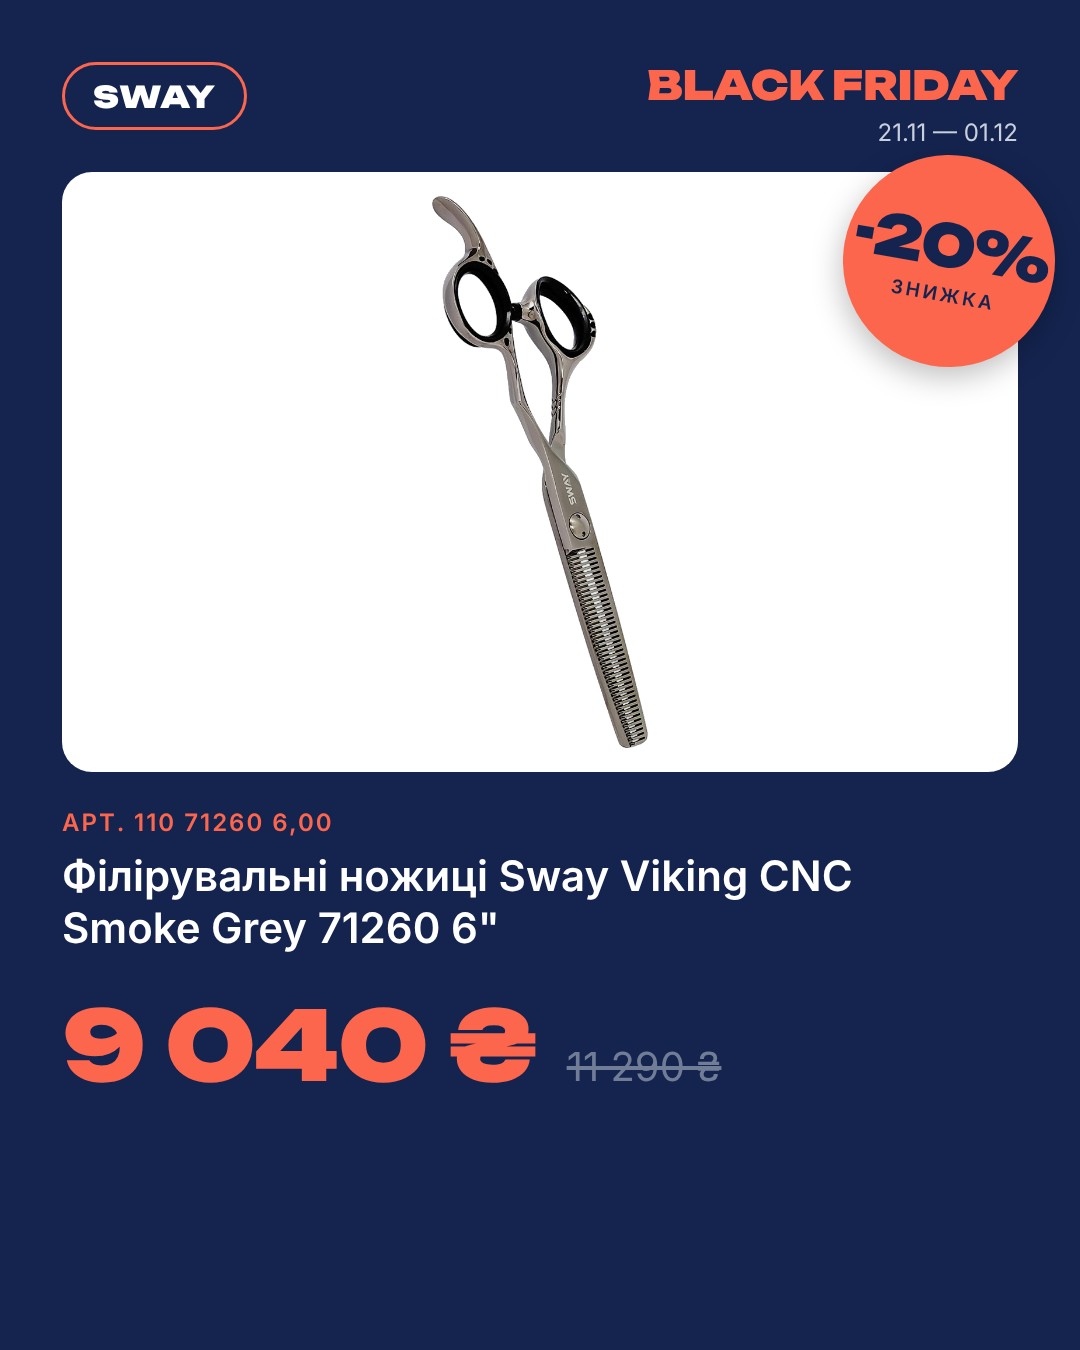 SWAY
BLACK FRIDAY
21.11 — 01.12
-20%
ЗНИЖКА
SWAY
АРТ. 110 71260 6,00
Філірувальні ножиці Sway Viking CNC
Smoke Grey 71260 6"
9 040 ₴
11 290 ₴